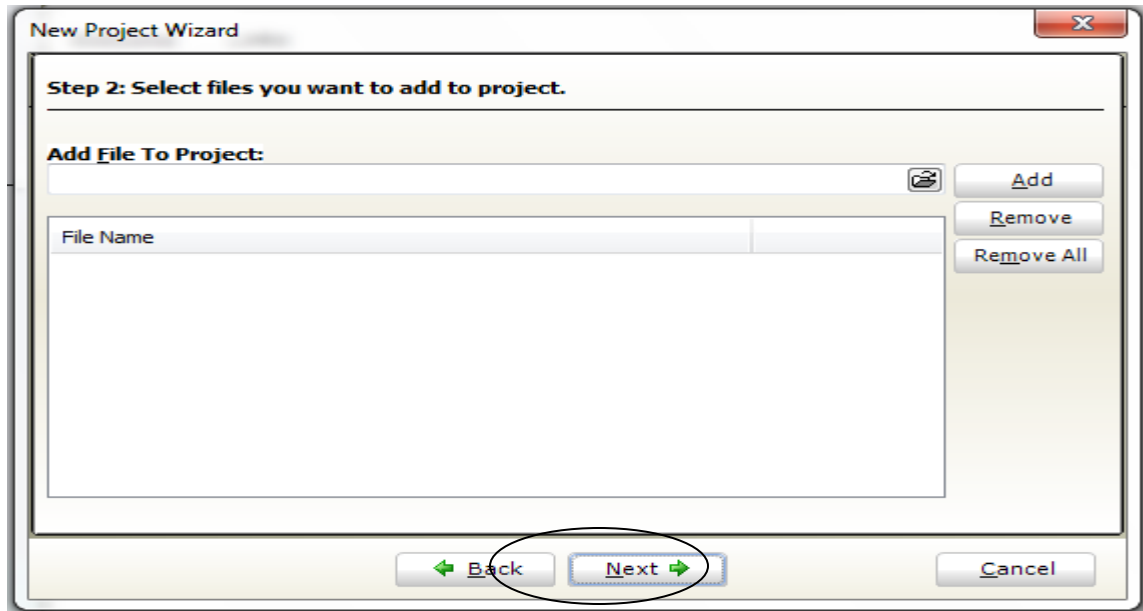 New Project Wizard
Step 2: Select files you want to add to project.
Add File To Project:
Add
Remove
File Name
Remove All
Back Next Cancel